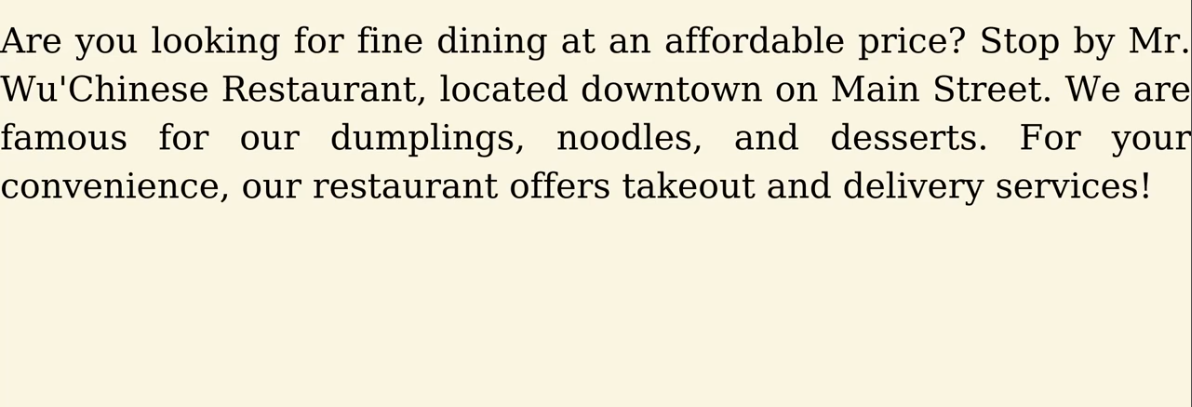 Are you looking for fine dining at an affordable price? Stop by Mr.
Wu'Chinese Restaurant, located downtown on Main Street. We are
famous for our dumplings, noodles, and desserts. For your
convenience, our restaurant offers takeout and delivery services!